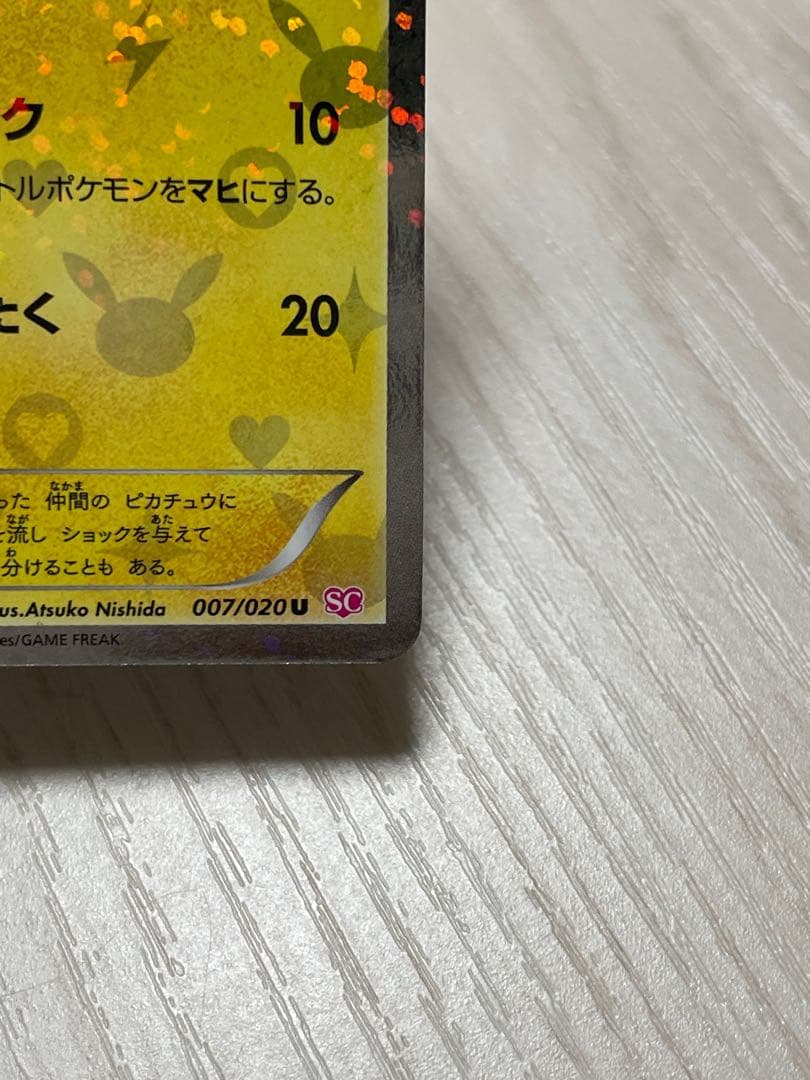 ク 10
トルポケモンをマヒにする。
たく 20
った 仲間の ピカチュウに
を流し ショックを与えて
分けることも ある。
us.Atsuko Nishida 007/020 U SC
es/GAME FREAK.